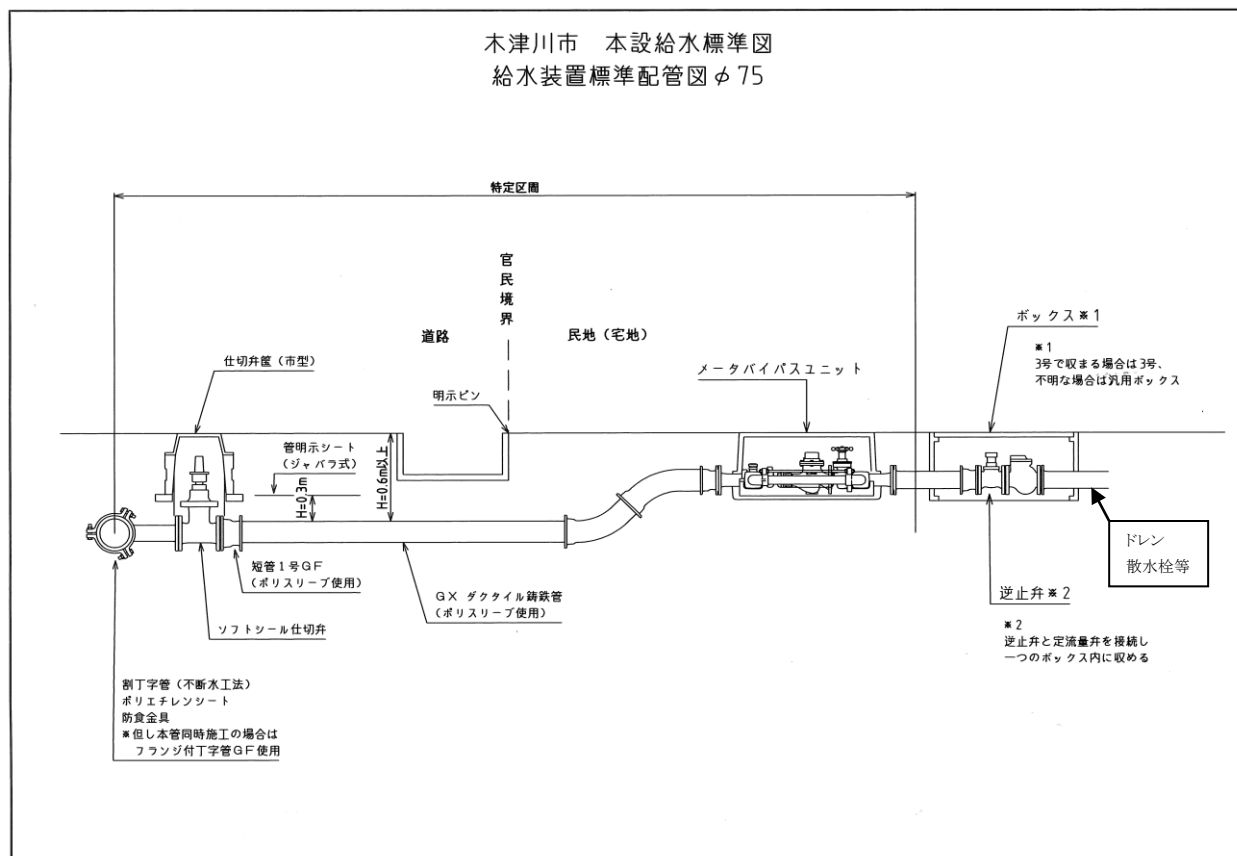 木津川市 本設給水標準図
給水装置標準配管図φ75
特定区間
官民境界
道路
民地(宅地)
ボックス※1
※1
3号で収まる場合は3号、
不明な場合は汎用ボックス
仕切弁筐(市型)
メータバイパスユニット
明示ピン
管明示シート
(ジャバラ式)
H=0.3m
H=0.6m以上
ドレン
散水栓等
短管1号GF
(ポリスリーブ使用)
GX ダクタイル鋳鉄管
(ポリスリーブ使用)
逆止弁※2
※2
逆止弁と定流量弁を接続し
一つのボックス内に収める
ソフトシール仕切弁
割丁字管(不断水工法)
ポリエチレンシート
防食金具
※但し本管同時施工の場合は
フランジ付丁字管GF使用